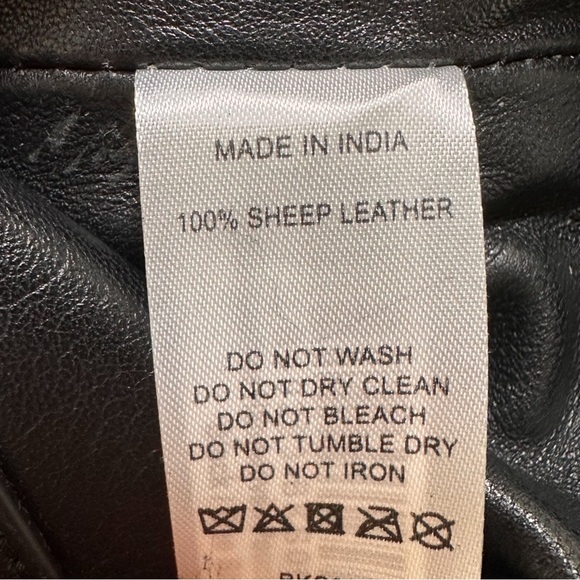 MADE IN INDIA
100% SHEEP LEATHER
DO NOT WASH
DO NOT DRY CLEAN
DO NOT BLEACH
DO NOT TUMBLE DRY
DO NOT IRON